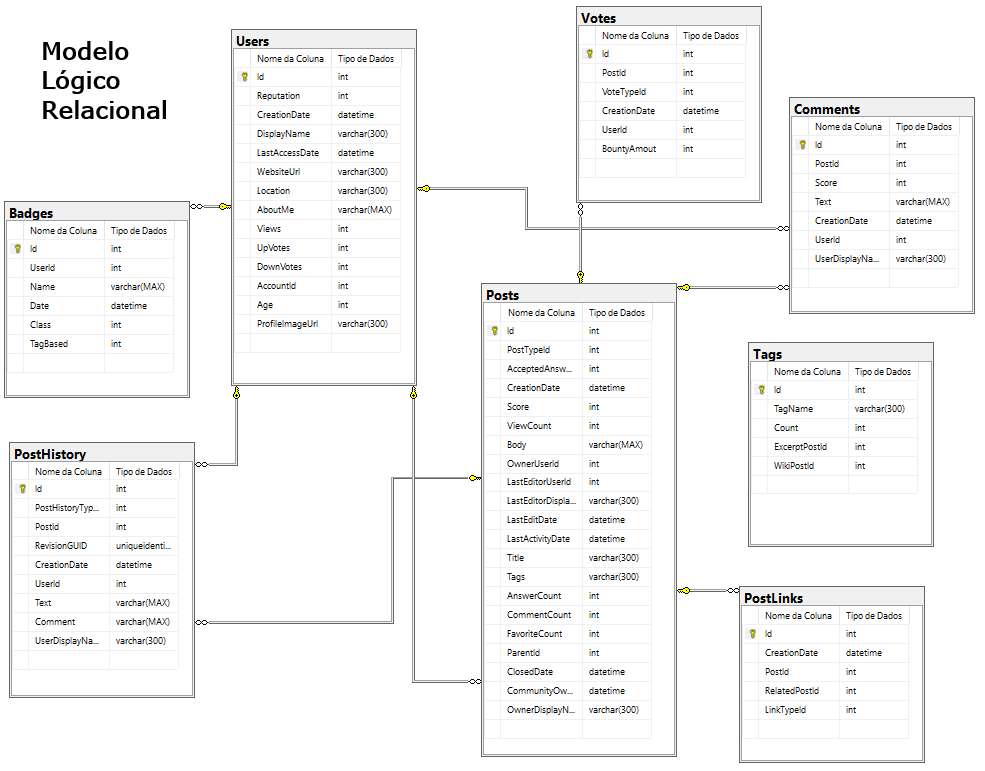 Modelo
Lógico
Relacional
Users
Nome da Coluna Tipo de Dados
Id int
Reputation int
CreationDate datetime
DisplayName varchar(300)
LastAccessDate datetime
WebsiteUrl varchar(300)
Location varchar(300)
AboutMe varchar(MAX)
Views int
UpVotes int
DownVotes int
AccountId int
Age int
ProfileImageUrl varchar(300)
Votes
Nome da Coluna Tipo de Dados
Id int
PostId int
VoteTypeId int
CreationDate datetime
UserId int
BountyAmout int
Comments
Nome da Coluna Tipo de Dados
Id int
PostId int
Score int
Text varchar(MAX)
CreationDate datetime
UserId int
UserDisplayNa... varchar(300)
Badges
Nome da Coluna Tipo de Dados
Id int
UserId int
Name varchar(MAX)
Date datetime
Class int
TagBased int
Posts
Nome da Coluna Tipo de Dados
Id int
PostTypeId int
AcceptedAnsw... int
CreationDate datetime
Score int
ViewCount int
Body varchar(MAX)
OwnerUserId int
LastEditorUserId int
LastEditorDispla... varchar(300)
LastEditDate datetime
LastActivityDate datetime
Title varchar(300)
Tags varchar(300)
AnswerCount int
CommentCount int
FavoriteCount int
ParentId int
ClosedDate datetime
CommunityOw... datetime
OwnerDisplayN... varchar(300)
Tags
Nome da Coluna Tipo de Dados
Id int
TagName varchar(300)
Count int
ExcerptPostId int
WikiPostId int
PostHistory
Nome da Coluna Tipo de Dados
Id int
PostHistoryTyp... int
PostId int
RevisionGUID uniqueidenti...
CreationDate datetime
UserId int
Text varchar(MAX)
Comment varchar(MAX)
UserDisplayNa... varchar(300)
PostLinks
Nome da Coluna Tipo de Dados
Id int
CreationDate datetime
PostId int
RelatedPostId int
LinkTypeId int